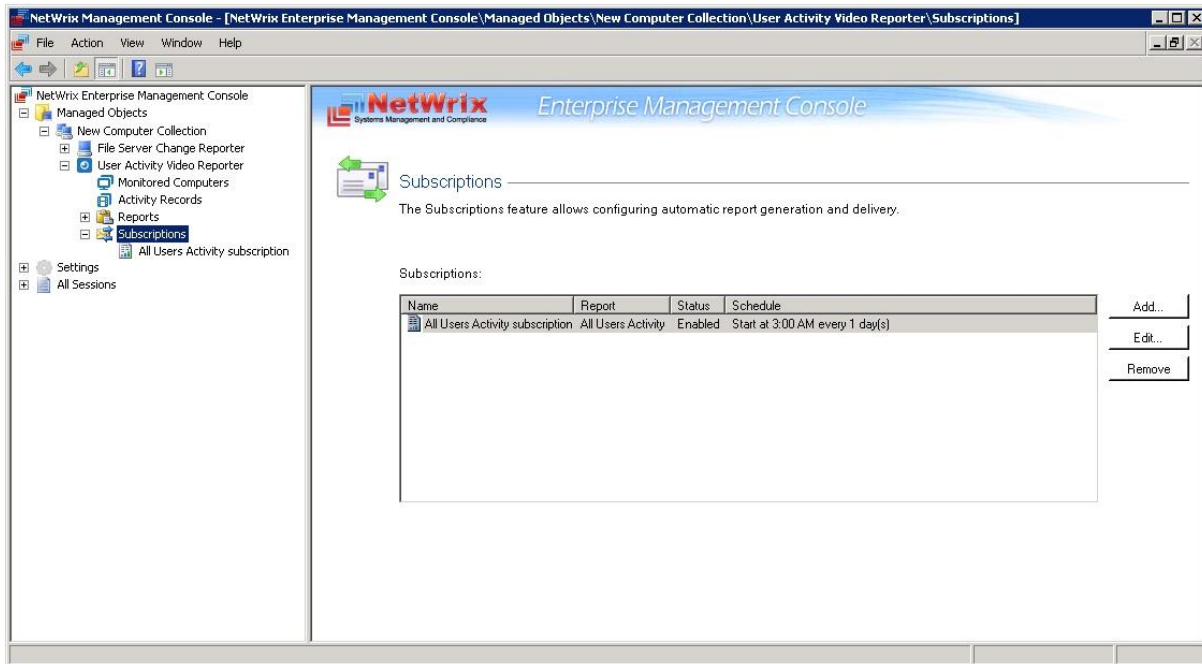 NetWrix Management Console - [NetWrix Enterprise Management Console\Managed Objects\New Computer Collection\User Activity Video Reporter\Subscriptions]
File Action View Window Help
NetWrix Enterprise Management Console
Managed Objects
New Computer Collection
File Server Change Reporter
User Activity Video Reporter
Monitored Computers
Activity Records
Reports
Subscriptions
All Users Activity subscription
Settings
All Sessions
NetWrix
Systems Management and Compliance
Enterprise Management Console
Subscriptions
The Subscriptions feature allows configuring automatic report generation and delivery.
Subscriptions:
Name Report Status Schedule
All Users Activity subscription All Users Activity Enabled Start at 3:00 AM every 1 day(s)
Add...
Edit...
Remove